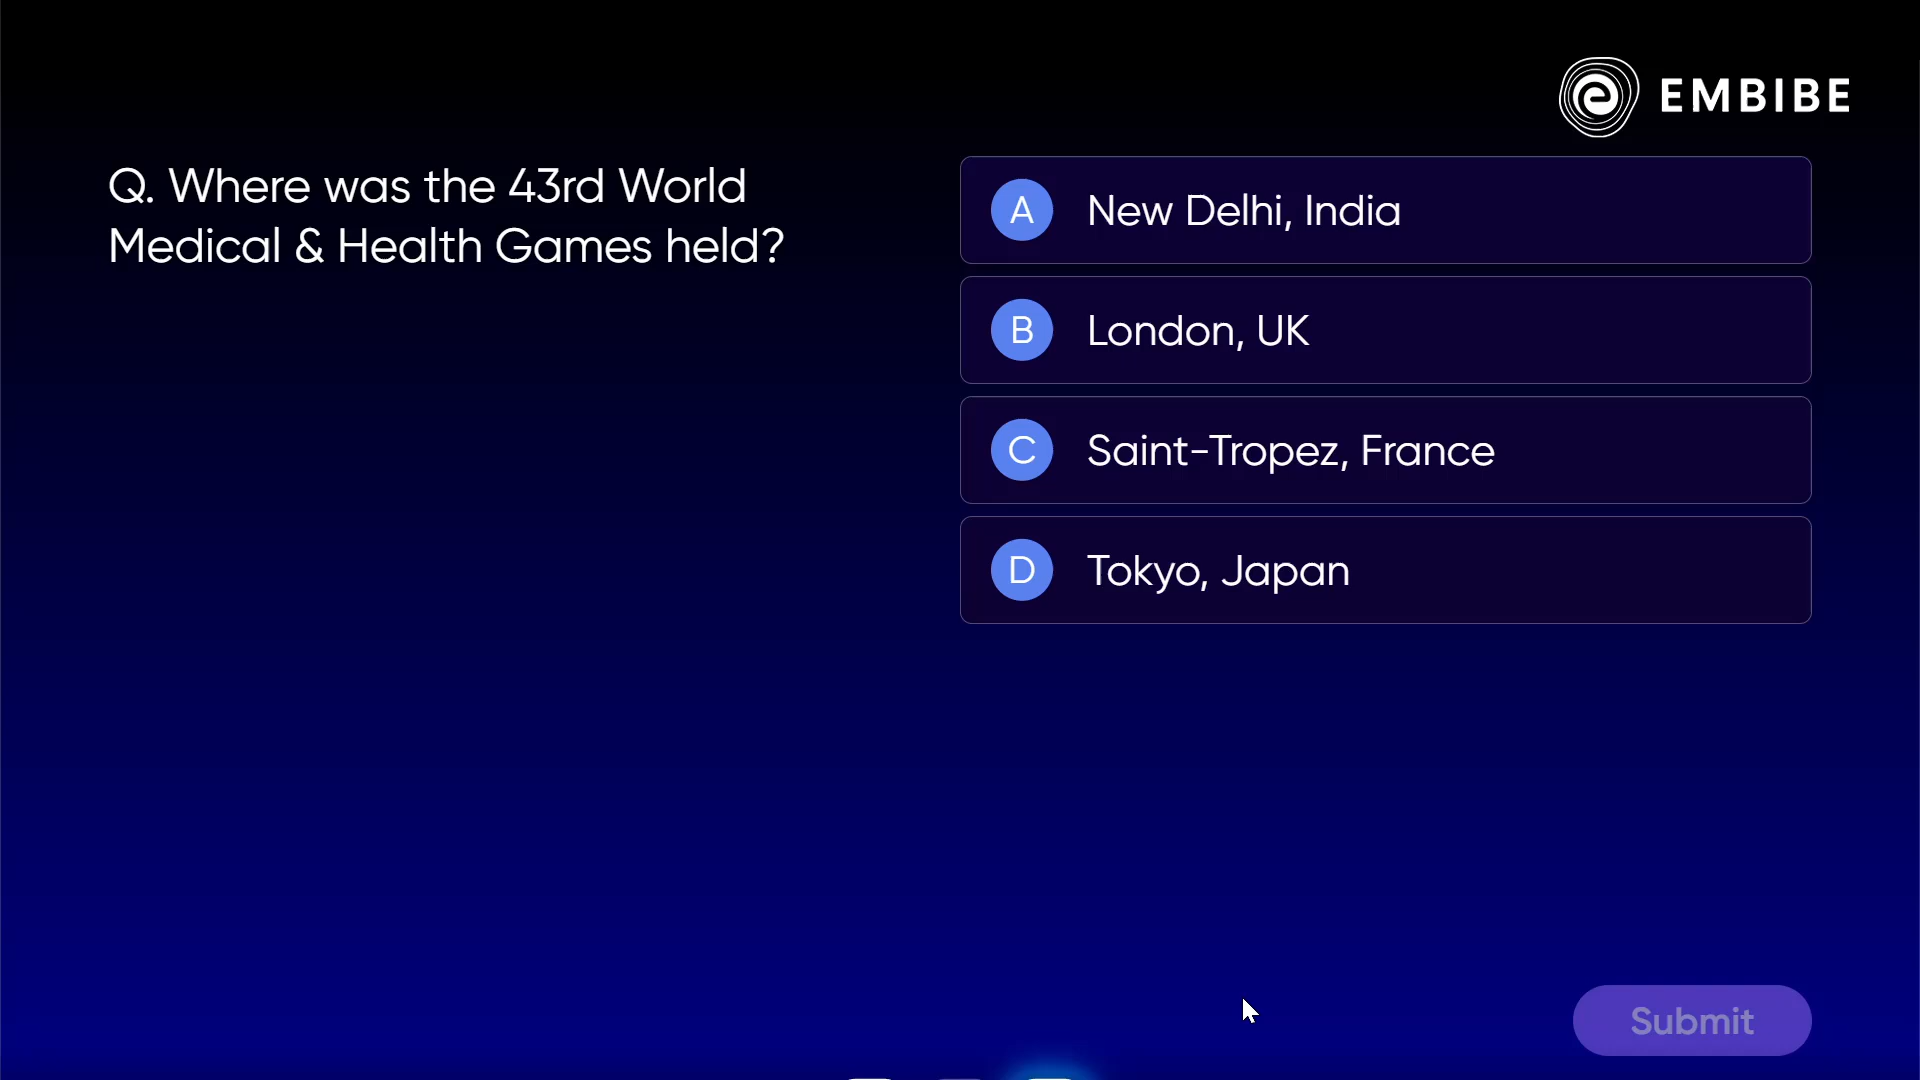 EMBIBE
Q. Where was the 43rd World
Medical & Health Games held?
A New Delhi, India
B London, UK
C Saint-Tropez, France
D Tokyo, Japan
Submit